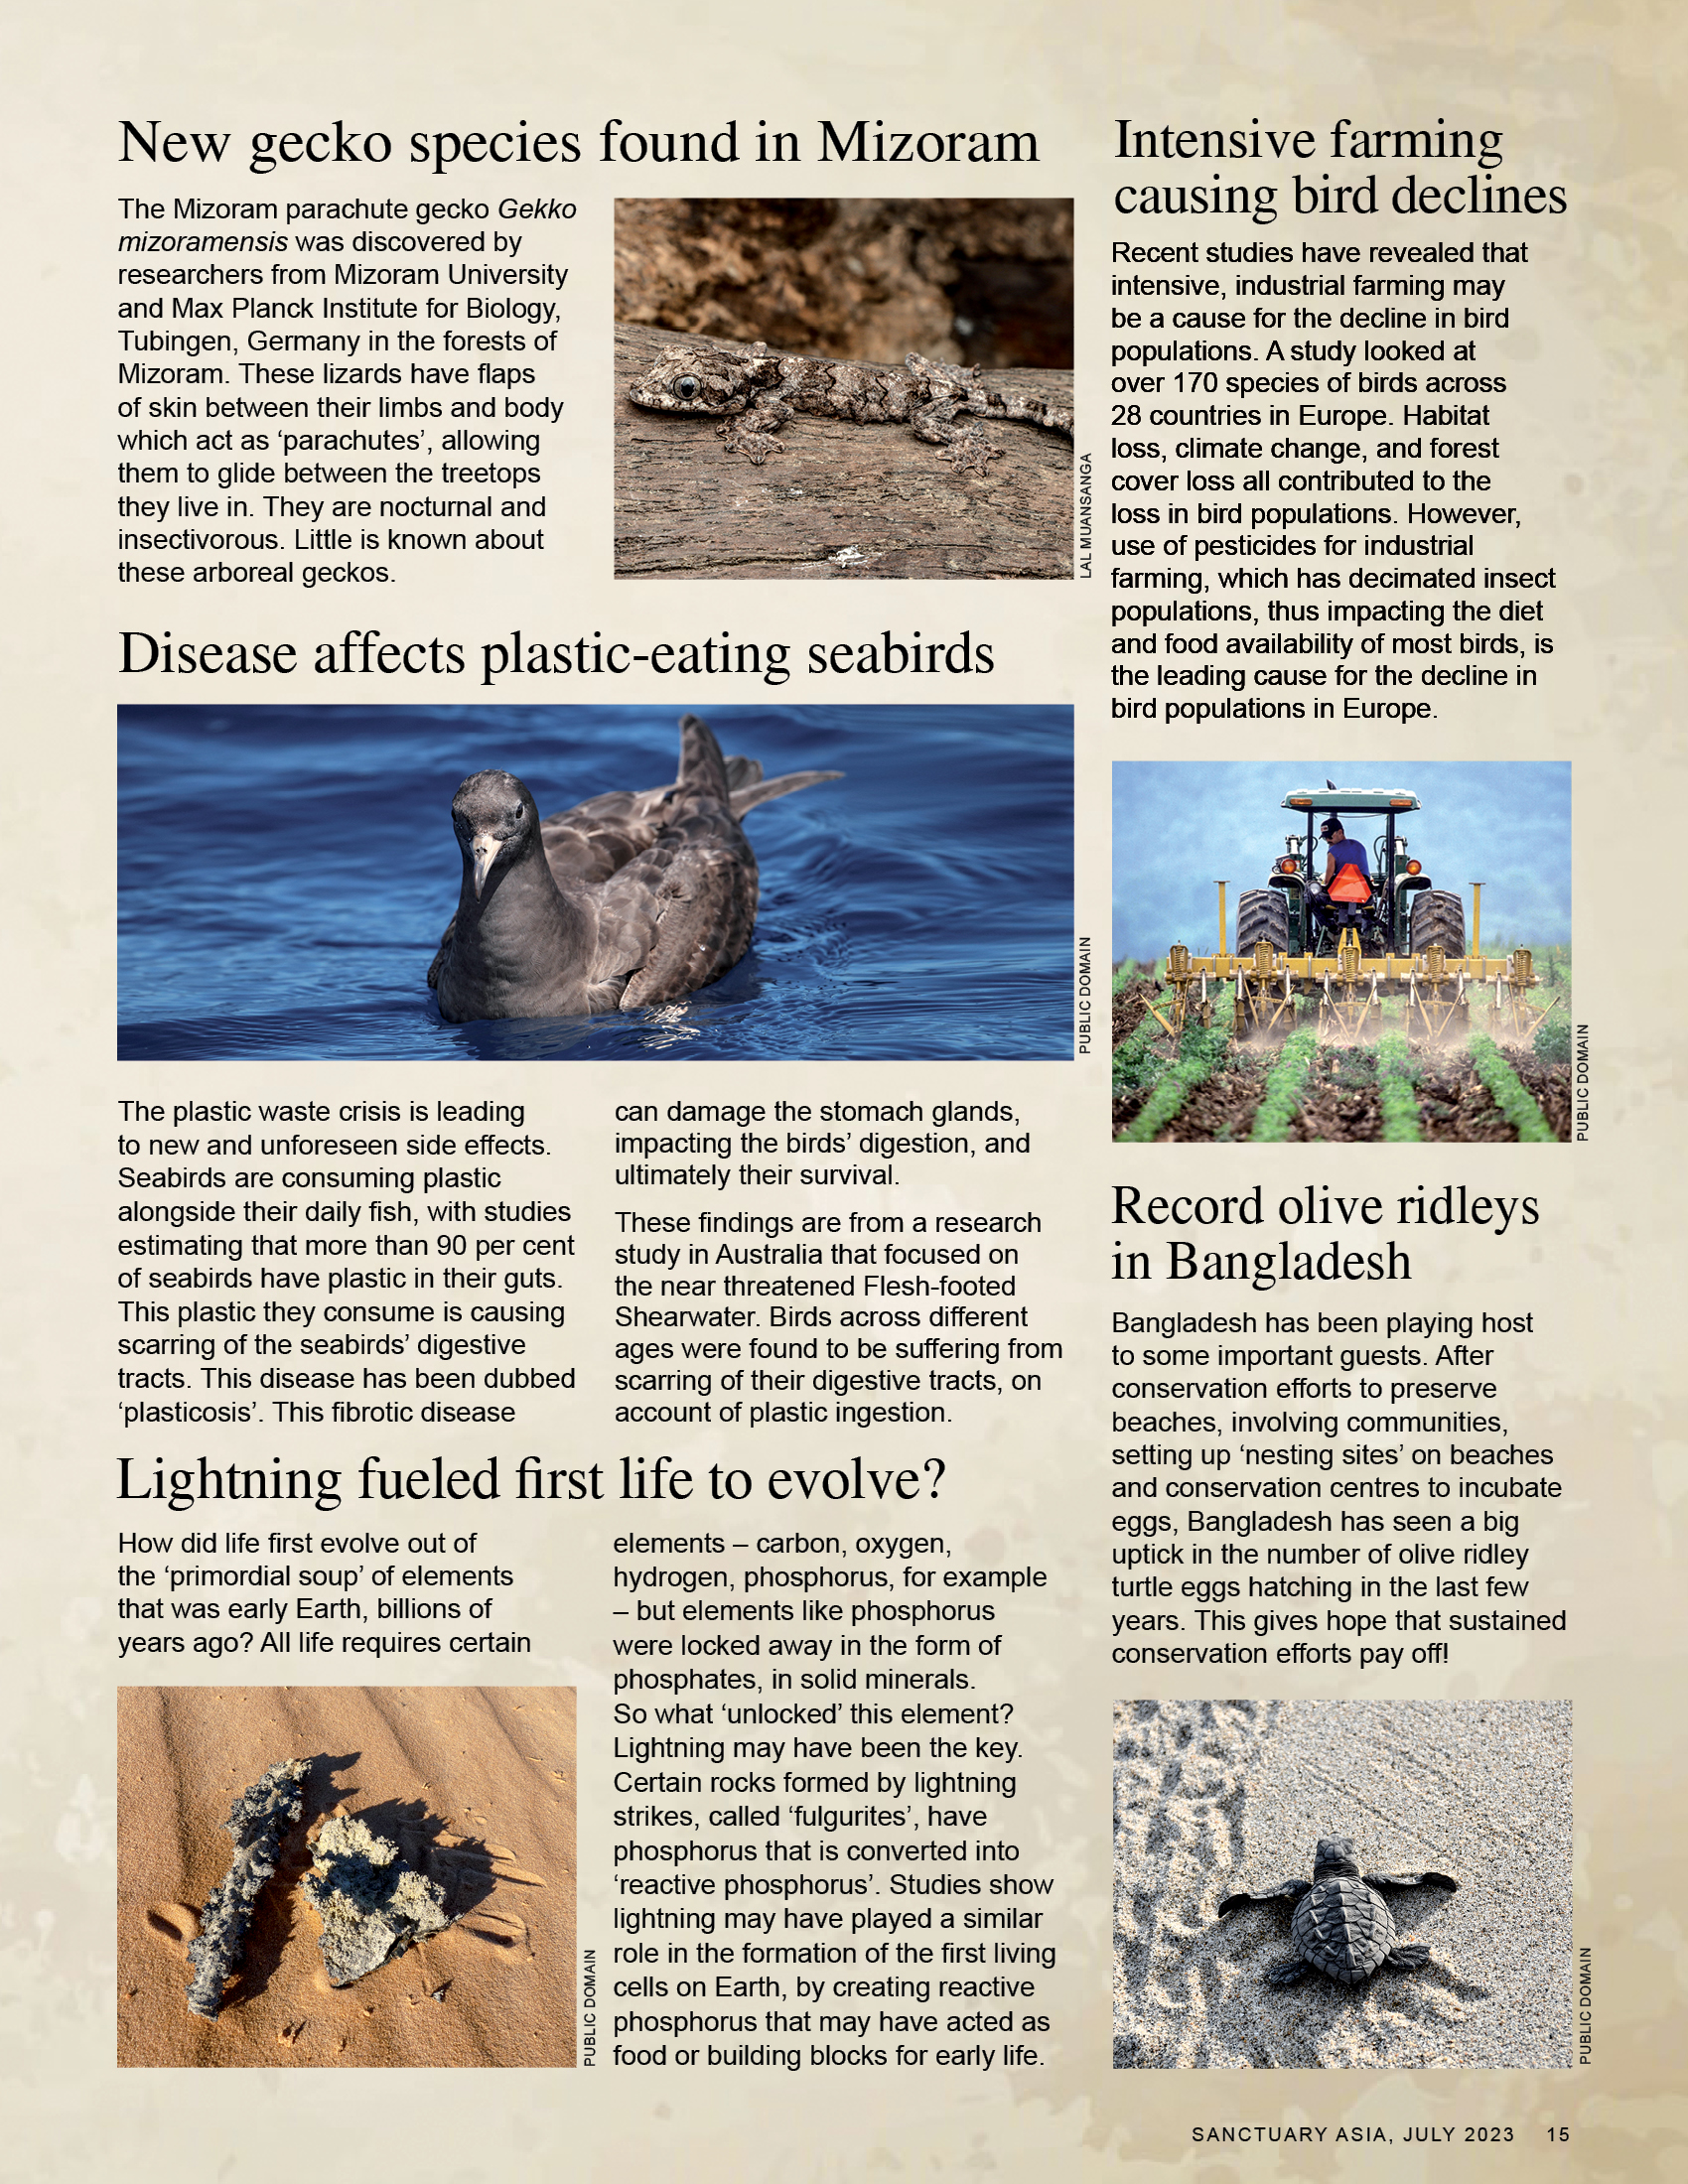 New gecko species found in Mizoram
The Mizoram parachute gecko Gekko
mizoramensis was discovered by
researchers from Mizoram University
and Max Planck Institute for Biology,
Tubingen, Germany in the forests of
Mizoram. These lizards have flaps
of skin between their limbs and body
which act as ‘parachutes’, allowing
them to glide between the treetops
they live in. They are nocturnal and
insectivorous. Little is known about
these arboreal geckos.
LAL MUANSANGA
Disease affects plastic-eating seabirds
PUBLIC DOMAIN
The plastic waste crisis is leading
to new and unforeseen side effects.
Seabirds are consuming plastic
alongside their daily fish, with studies
estimating that more than 90 per cent
of seabirds have plastic in their guts.
This plastic they consume is causing
scarring of the seabirds’ digestive
tracts. This disease has been dubbed
‘plasticosis’. This fibrotic disease
can damage the stomach glands,
impacting the birds’ digestion, and
ultimately their survival.
These findings are from a research
study in Australia that focused on
the near threatened Flesh-footed
Shearwater. Birds across different
ages were found to be suffering from
scarring of their digestive tracts, on
account of plastic ingestion.
Lightning fueled first life to evolve?
How did life first evolve out of
the ‘primordial soup’ of elements
that was early Earth, billions of
years ago? All life requires certain
PUBLIC DOMAIN
elements – carbon, oxygen,
hydrogen, phosphorus, for example
– but elements like phosphorus
were locked away in the form of
phosphates, in solid minerals.
So what ‘unlocked’ this element?
Lightning may have been the key.
Certain rocks formed by lightning
strikes, called ‘fulgurites’, have
phosphorus that is converted into
‘reactive phosphorus’. Studies show
lightning may have played a similar
role in the formation of the first living
cells on Earth, by creating reactive
phosphorus that may have acted as
food or building blocks for early life.
Intensive farming
causing bird declines
Recent studies have revealed that
intensive, industrial farming may
be a cause for the decline in bird
populations. A study looked at
over 170 species of birds across
28 countries in Europe. Habitat
loss, climate change, and forest
cover loss all contributed to the
loss in bird populations. However,
use of pesticides for industrial
farming, which has decimated insect
populations, thus impacting the diet
and food availability of most birds, is
the leading cause for the decline in
bird populations in Europe.
PUBLIC DOMAIN
Record olive ridleys
in Bangladesh
Bangladesh has been playing host
to some important guests. After
conservation efforts to preserve
beaches, involving communities,
setting up ‘nesting sites’ on beaches
and conservation centres to incubate
eggs, Bangladesh has seen a big
uptick in the number of olive ridley
turtle eggs hatching in the last few
years. This gives hope that sustained
conservation efforts pay off!
PUBLIC DOMAIN
SANCTUARY ASIA, JULY 2023 15